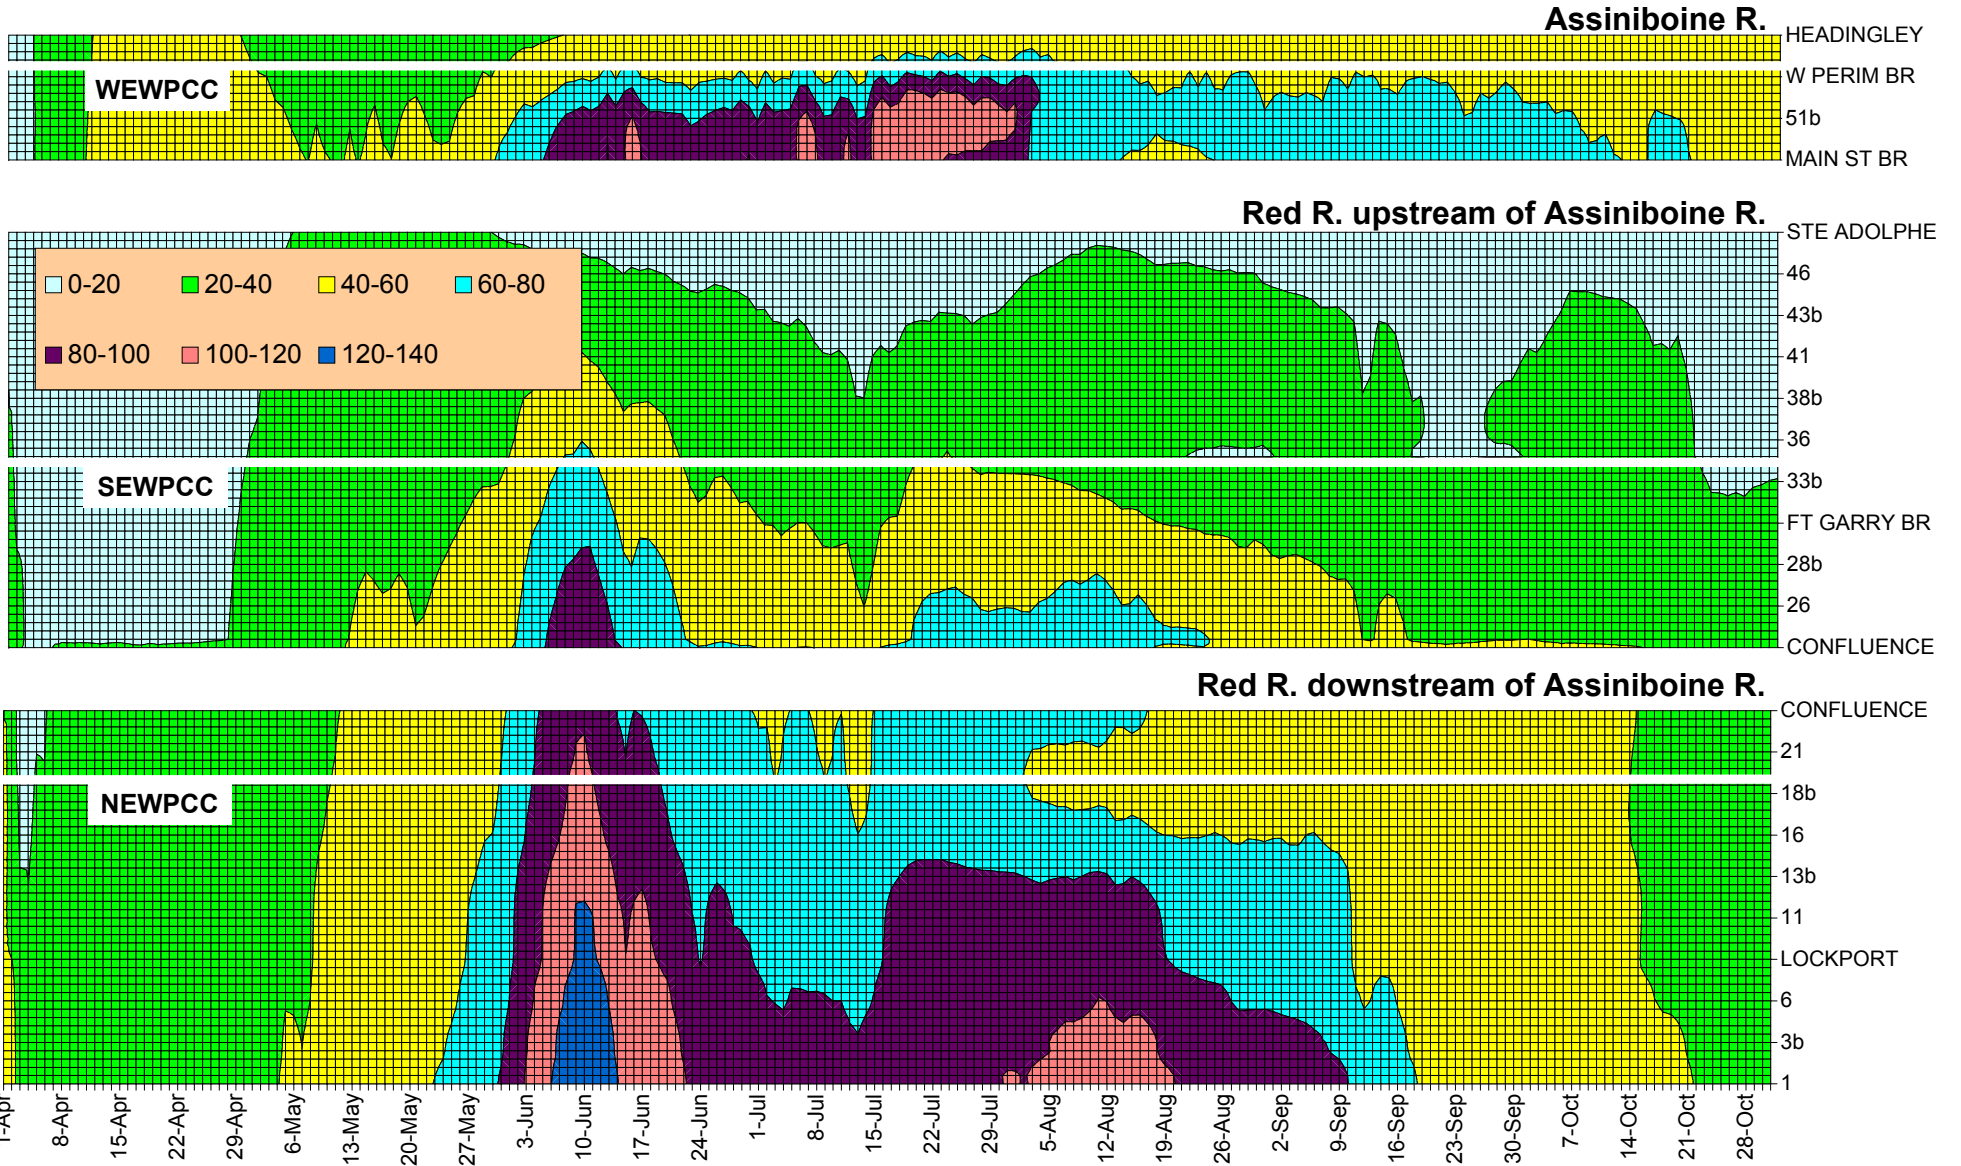 Assiniboine R.
HEADINGLEY
WEWPCC
W PERIM BR
51b
MAIN ST BR
Red R. upstream of Assiniboine R.
STE ADOLPHE
0-20 20-40 40-60 60-80
80-100 100-120 120-140
46
43b
41
38b
36
SEWPCC
33b
FT GARRY BR
28b
26
CONFLUENCE
Red R. downstream of Assiniboine R.
CONFLUENCE
21
NEWPCC
18b
16
13b
11
LOCKPORT
6
3b
1
1-Apr 8-Apr 15-Apr 22-Apr 29-Apr 6-May 13-May 20-May 27-May 3-Jun 10-Jun 17-Jun 24-Jun 1-Jul 8-Jul 15-Jul 22-Jul 29-Jul 5-Aug 12-Aug 19-Aug 26-Aug 2-Sep 9-Sep 16-Sep 23-Sep 30-Sep 7-Oct 14-Oct 21-Oct 28-Oct